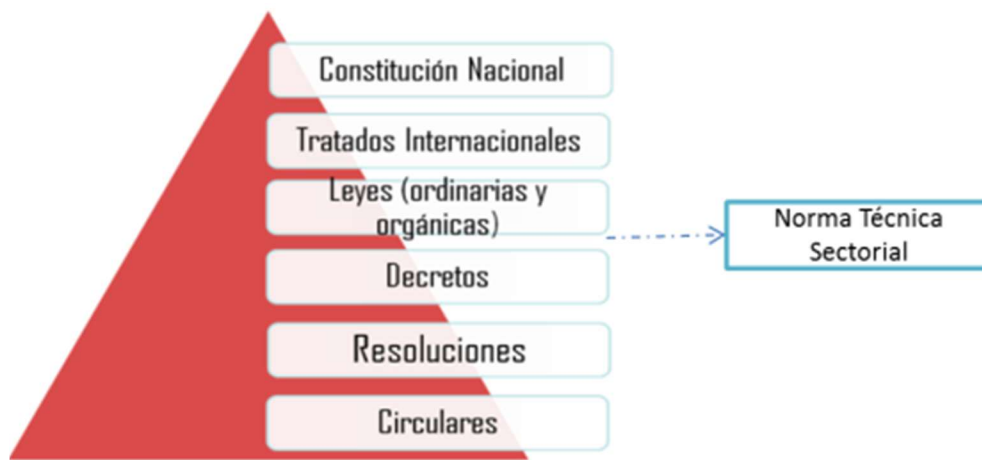 Constitución Nacional
Tratados Internacionales
Leyes (ordinarias y
orgánicas)
Norma Técnica
Sectorial
Decretos
Resoluciones
Circulares